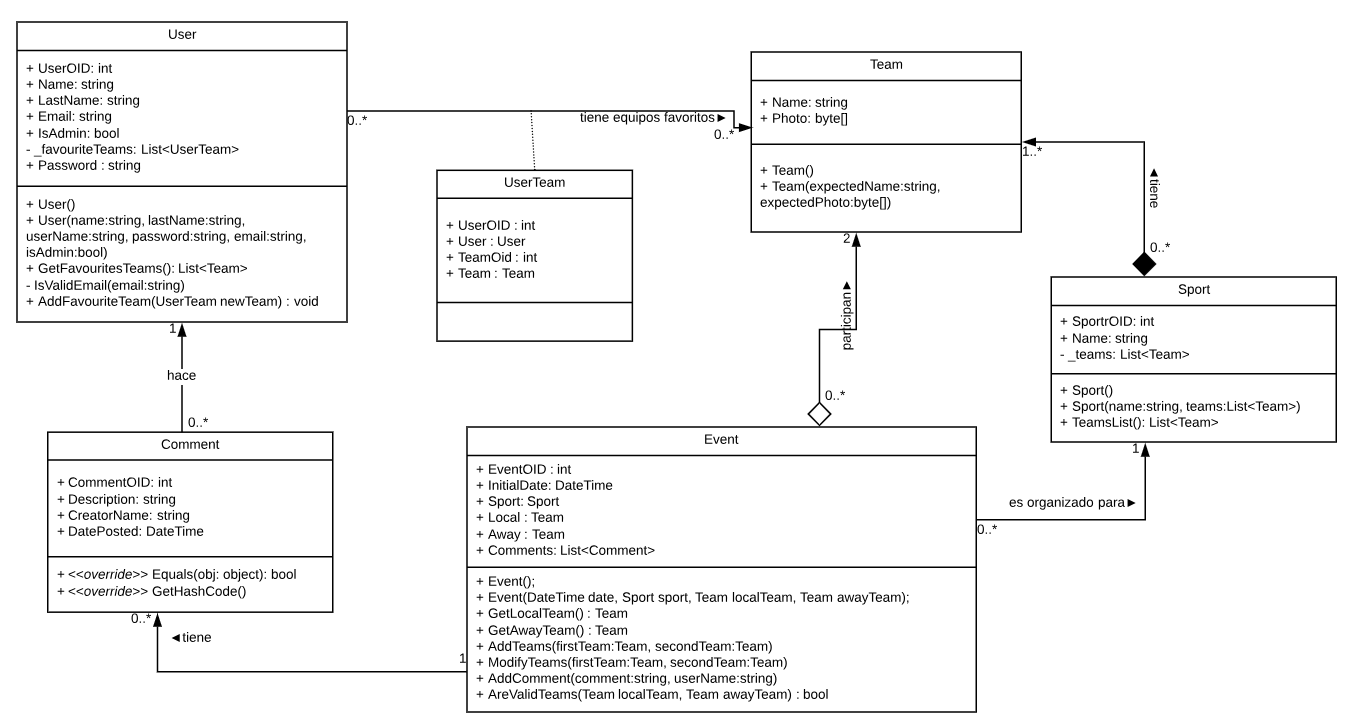 User
+ UserOID: int
+ Name: string
+ LastName: string
+ Email: string
+ IsAdmin: bool
- _favouriteTeams: List<UserTeam>
+ Password : string
+ User()
+ User(name:string, lastName:string,
userName:string, password:string, email:string,
isAdmin:bool)
+ GetFavouritesTeams(): List<Team>
- IsValidEmail(email:string)
+ AddFavouriteTeam(UserTeam newTeam) : void
0..*
tiene equipos favoritos►
0..*
Team
+ Name: string
+ Photo: byte[]
+ Team()
+ Team(expectedName:string,
expectedPhoto:byte[])
UserTeam
+ UserOID : int
+ User : User
+ TeamOid : int
+ Team : Team
1..*
tiene►
0..*
2
participan►
0..*
Sport
+ SportrOID: int
+ Name: string
- _teams: List<Team>
+ Sport()
+ Sport(name:string, teams:List<Team>)
+ TeamsList(): List<Team>
1
hace
0..*
Comment
+ CommentOID: int
+ Description: string
+ CreatorName: string
+ DatePosted: DateTime
+ <<override>> Equals(obj: object): bool
+ <<override>> GetHashCode()
0..*
◄tiene
1
Event
+ EventOID : int
+ InitialDate: DateTime
+ Sport: Sport
+ Local : Team
+ Away : Team
+ Comments: List<Comment>
+ Event();
+ Event(DateTime date, Sport sport, Team localTeam, Team awayTeam);
+ GetLocalTeam() : Team
+ GetAwayTeam() : Team
+ AddTeams(firstTeam:Team, secondTeam:Team)
+ ModifyTeams(firstTeam:Team, secondTeam:Team)
+ AddComment(comment:string, userName:string)
+ AreValidTeams(Team localTeam, Team awayTeam) : bool
1
es organizado para►
0..*